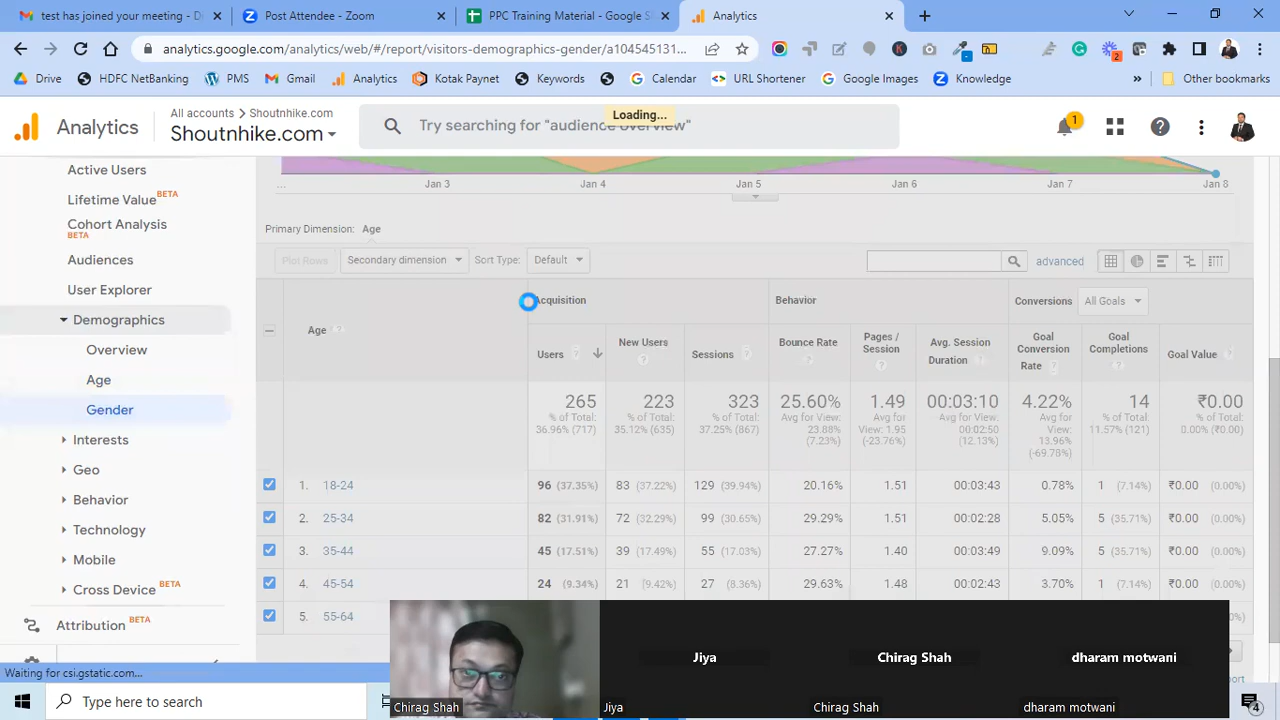 test has joined your meeting - D
Post Attendee - Zoom
PPC Training Material - Google S
Analytics
analytics.google.com/analytics/web/#/report/visitors-demographics-gender/a104545131...
Drive
HDFC NetBanking
PMS
Gmail
Analytics
Kotak Paynet
Keywords
Calendar
URL Shortener
Google Images
Knowledge
Other bookmarks
Analytics
All accounts > Shoutnhike.com
Shoutnhike.com
Try searching for "audience overview"
Loading...
1
Active Users
Lifetime Value BETA
Cohort Analysis
BETA
Audiences
User Explorer
Demographics
Overview
Age
Gender
Interests
Geo
Behavior
Technology
Mobile
Cross Device BETA
Attribution BETA
...
Jan 3
Jan 4
Jan 5
Jan 6
Jan 7
Jan 8
Primary Dimension: Age
Plot Rows
Secondary dimension
Sort Type:
Default
advanced
Age
Acquisition
Behavior
Conversions
All Goals
Users
New Users
Sessions
Bounce Rate
Pages /
Session
Avg. Session
Duration
Goal
Conversion
Rate
Goal
Completions
Goal Value
265
% of Total:
36.96% (717)
223
% of Total:
35.12% (635)
323
% of Total:
37.25% (867)
25.60%
Avg for View:
23.88%
(7.23%)
1.49
Avg for
View: 1.95
(-23.76%)
00:03:10
Avg for View:
00:02:50
(12.13%)
4.22%
Avg for
View:
13.96%
(-69.78%)
14
% of Total:
11.57% (121)
₹0.00
% of Total:
0.00% (₹0.00)
1. 18-24 96 (37.35%) 83 (37.22%) 129 (39.94%) 20.16% 1.51 00:03:43 0.78% 1 (7.14%) ₹0.00 (0.00%)
2. 25-34 82 (31.91%) 72 (32.29%) 99 (30.65%) 29.29% 1.51 00:02:28 5.05% 5 (35.71%) ₹0.00 (0.00%)
3. 35-44 45 (17.51%) 39 (17.49%) 55 (17.03%) 27.27% 1.40 00:03:49 9.09% 5 (35.71%) ₹0.00 (0.00%)
4. 45-54 24 (9.34%) 21 (9.42%) 27 (8.36%) 29.63% 1.48 00:02:43 3.70% 1 (7.14%) ₹0.00 (0.00%)
5. 55-64
Jiya
Chirag Shah
dharam motwani
Chirag Shah
Jiya
Chirag Shah
dharam motwani
Waiting for csi.gstatic.com...
Type here to search
4